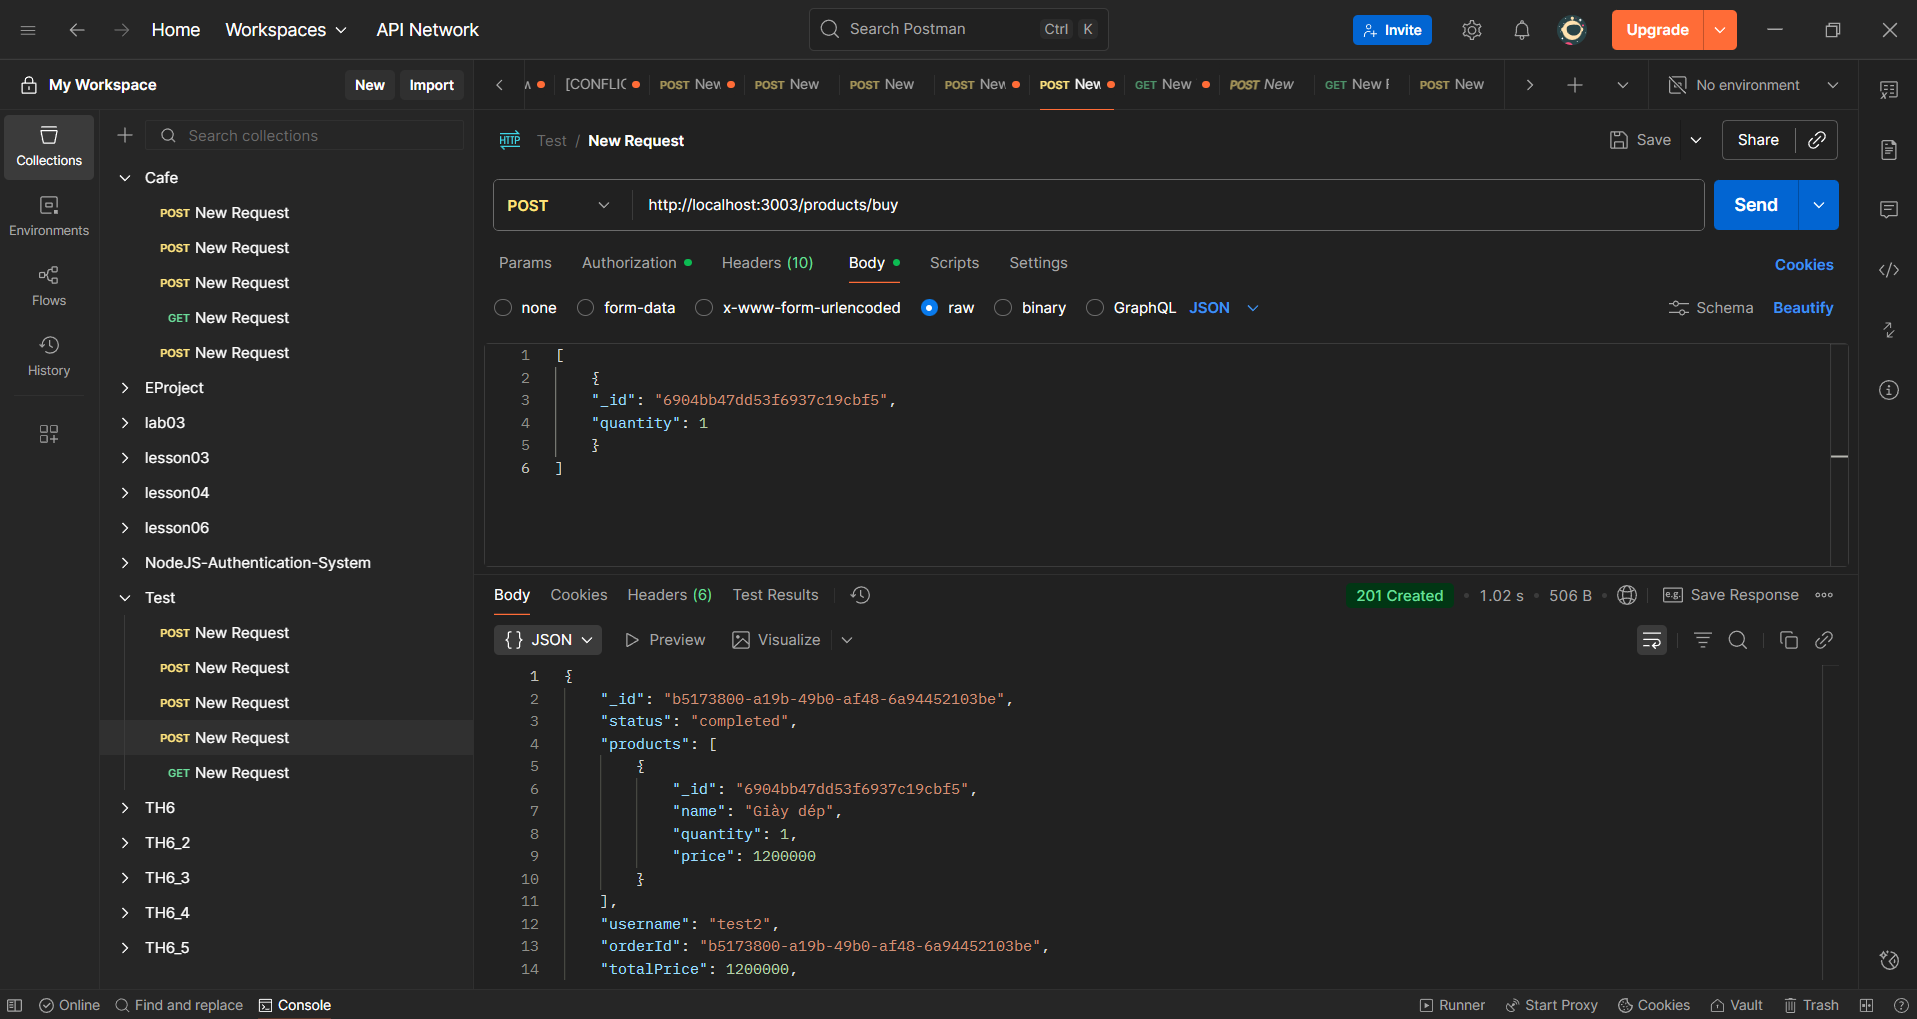 Home Workspaces API Network Search Postman Ctrl K Invite Upgrade
My Workspace New Import
[CONFLIC POST New POST New POST New POST New POST New GET New POST New GET New POST New No environment
Collections
Environments
Flows
History
Search collections
Cafe
POST New Request
POST New Request
POST New Request
GET New Request
POST New Request
EProject
lab03
lesson03
lesson04
lesson06
NodeJS-Authentication-System
Test
POST New Request
POST New Request
POST New Request
POST New Request
GET New Request
TH6
TH6_2
TH6_3
TH6_4
TH6_5
HTTP Test / New Request Save Share
POST http://localhost:3003/products/buy Send
Params Authorization Headers (10) Body Scripts Settings Cookies
none form-data x-www-form-urlencoded raw binary GraphQL JSON Schema Beautify
1 [
2 {
3 "_id": "6904bb47dd53f6937c19cbf5",
4 "quantity": 1
5 }
6 ]
Body Cookies Headers (6) Test Results 201 Created • 1.02 s • 506 B • e.g. Save Response
{} JSON Preview Visualize
1 {
2 "_id": "b5173800-a19b-49b0-af48-6a94452103be",
3 "status": "completed",
4 "products": [
5 {
6 "_id": "6904bb47dd53f6937c19cbf5",
7 "name": "Giày dép",
8 "quantity": 1,
9 "price": 1200000
10 }
11 ],
12 "username": "test2",
13 "orderId": "b5173800-a19b-49b0-af48-6a94452103be",
14 "totalPrice": 1200000,
Online Find and replace Console Runner Start Proxy Cookies Vault Trash